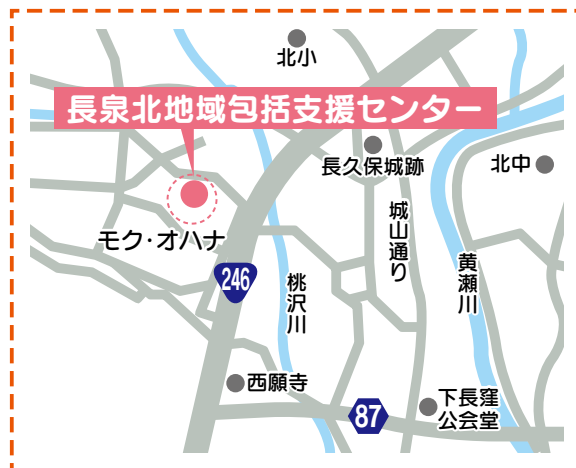 北小
長泉北地域包括支援センター
長久保城跡
北中
モク・オハナ
城山通り
246
桃沢川
黄瀬川
西願寺
87
下長窪
公会堂